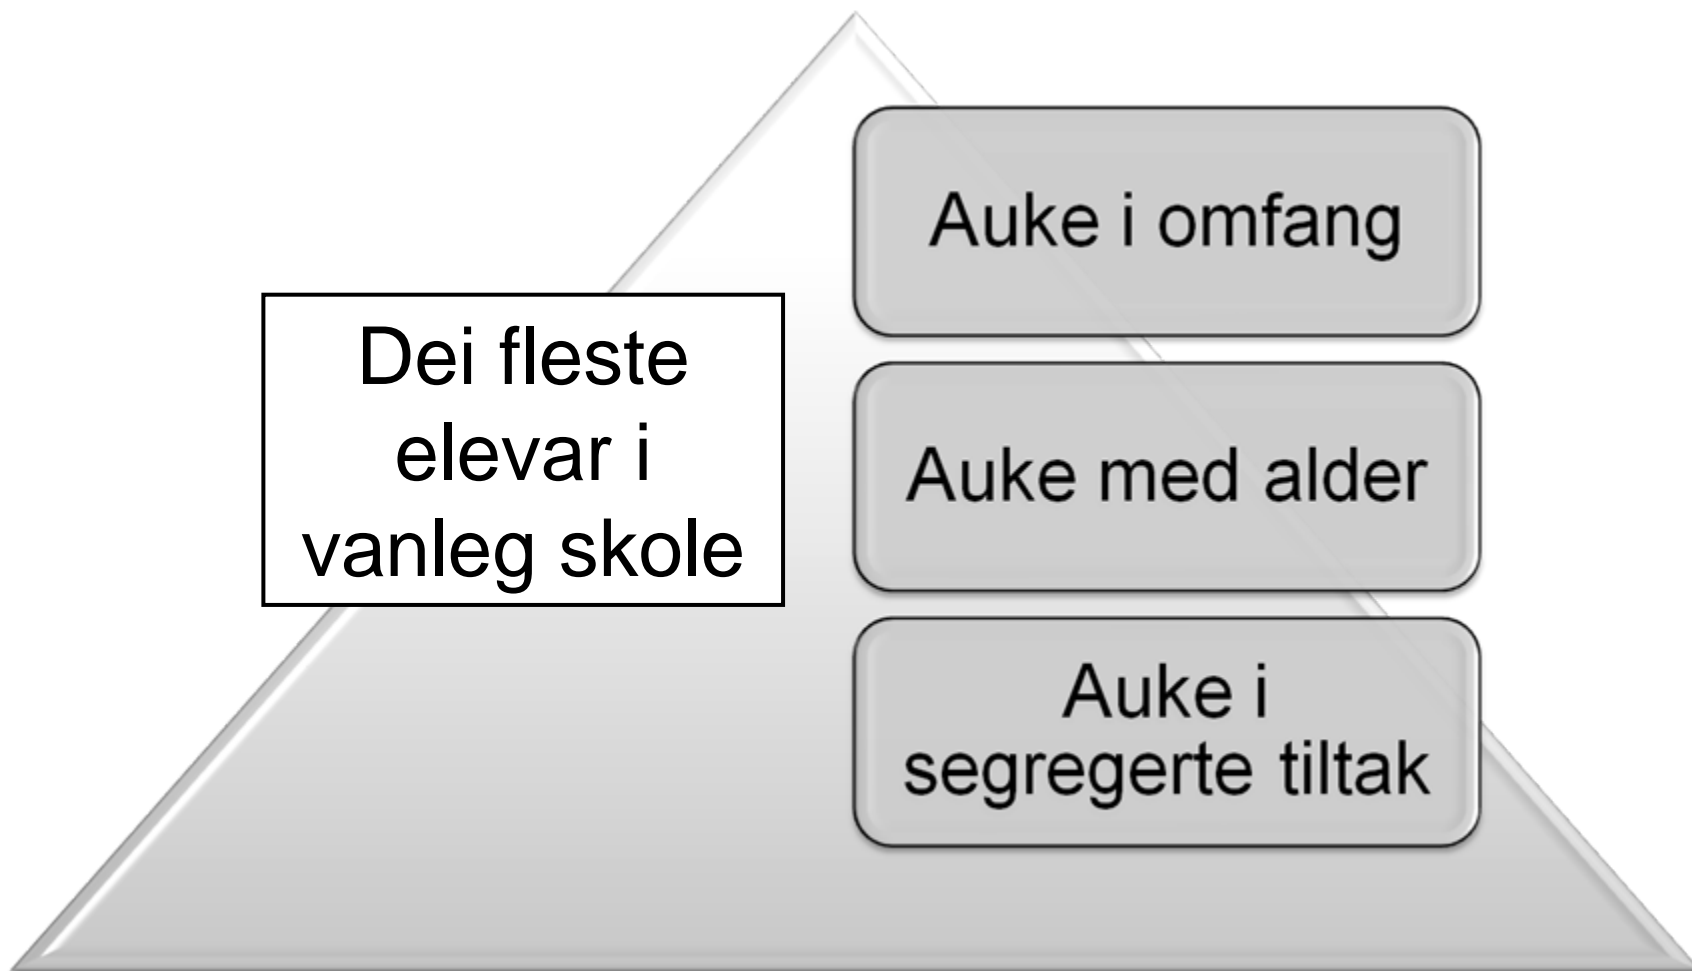 Dei fleste
elevar i
vanleg skole
Auke i omfang
Auke med alder
Auke i
segregerte tiltak